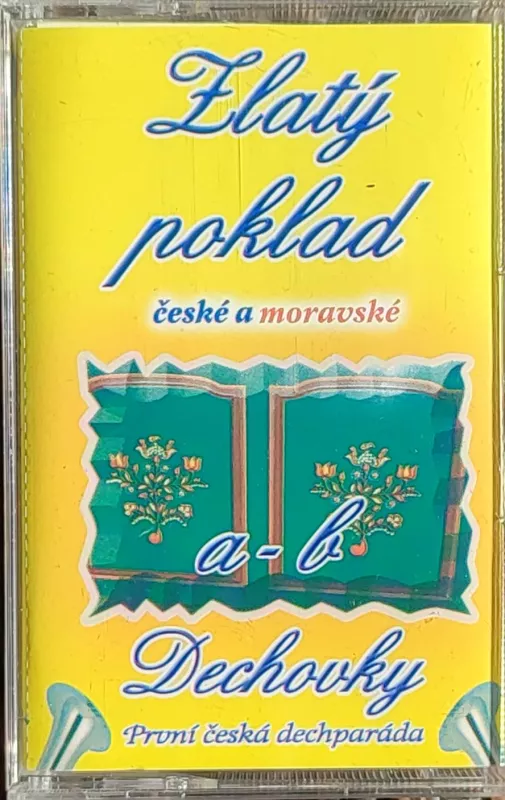 Zlatý
poklad
české a moravské
a - b
Dechovky
První česká dechparáda